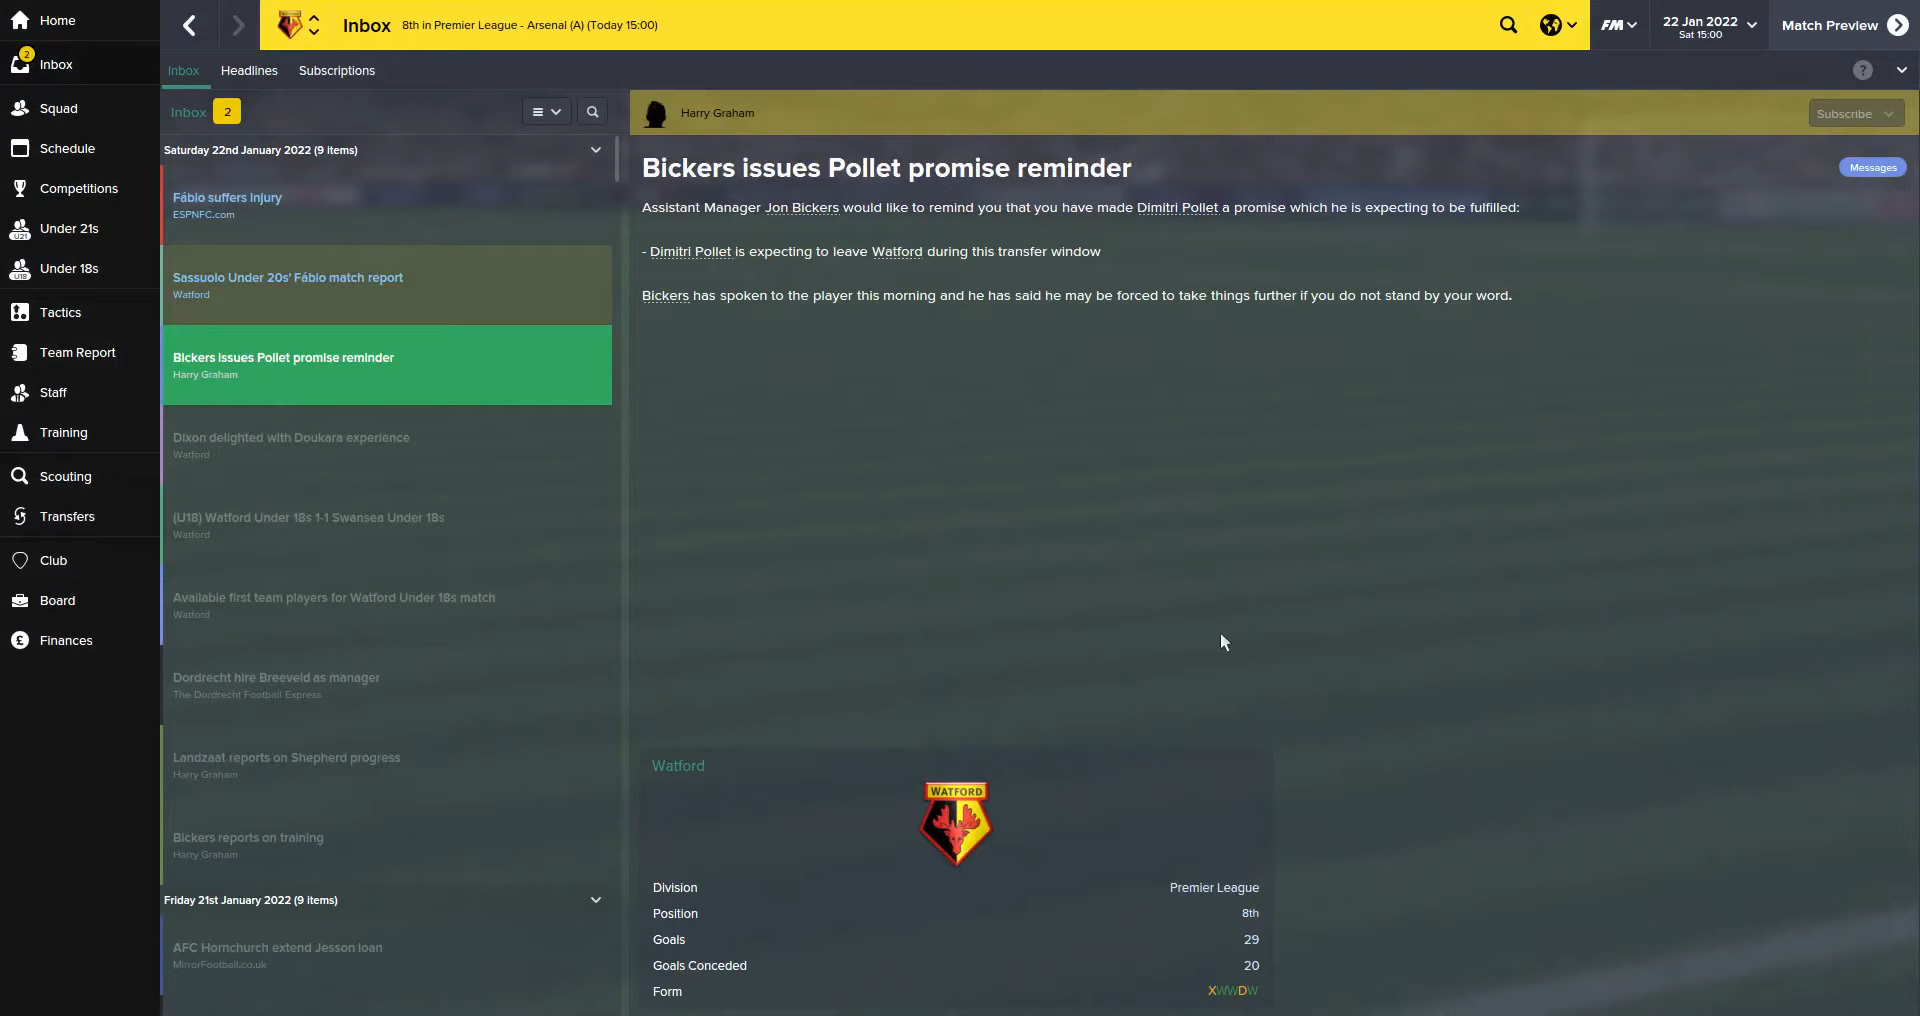 Home
2
Inbox
Squad
Schedule
Competitions
U21
Under 21s
U18
Under 18s
Tactics
Team Report
Staff
Training
Scouting
Transfers
Club
Board
£
Finances
Inbox 8th in Premier League - Arsenal (A) (Today 15:00)
FM
22 Jan 2022
Sat 15:00
Match Preview
Inbox Headlines Subscriptions
?
Inbox 2
Saturday 22nd January 2022 (9 items)
Fábio suffers injury
ESPNFC.com
Sassuolo Under 20s' Fábio match report
Watford
Bickers issues Pollet promise reminder
Harry Graham
Dixon delighted with Doukara experience
Watford
(U18) Watford Under 18s 1-1 Swansea Under 18s
Watford
Available first team players for Watford Under 18s match
Watford
Dordrecht hire Breeveld as manager
The Dordrecht Football Express
Landzaat reports on Shepherd progress
Harry Graham
Bickers reports on training
Harry Graham
Friday 21st January 2022 (9 items)
AFC Hornchurch extend Jesson loan
MirrorFootball.co.uk
Harry Graham
Subscribe
Bickers issues Pollet promise reminder
Messages
Assistant Manager Jon Bickers would like to remind you that you have made Dimitri Pollet a promise which he is expecting to be fulfilled:
- Dimitri Pollet is expecting to leave Watford during this transfer window
Bickers has spoken to the player this morning and he has said he may be forced to take things further if you do not stand by your word.
Watford
WATFORD
Division Premier League
Position 8th
Goals 29
Goals Conceded 20
Form XWWDW